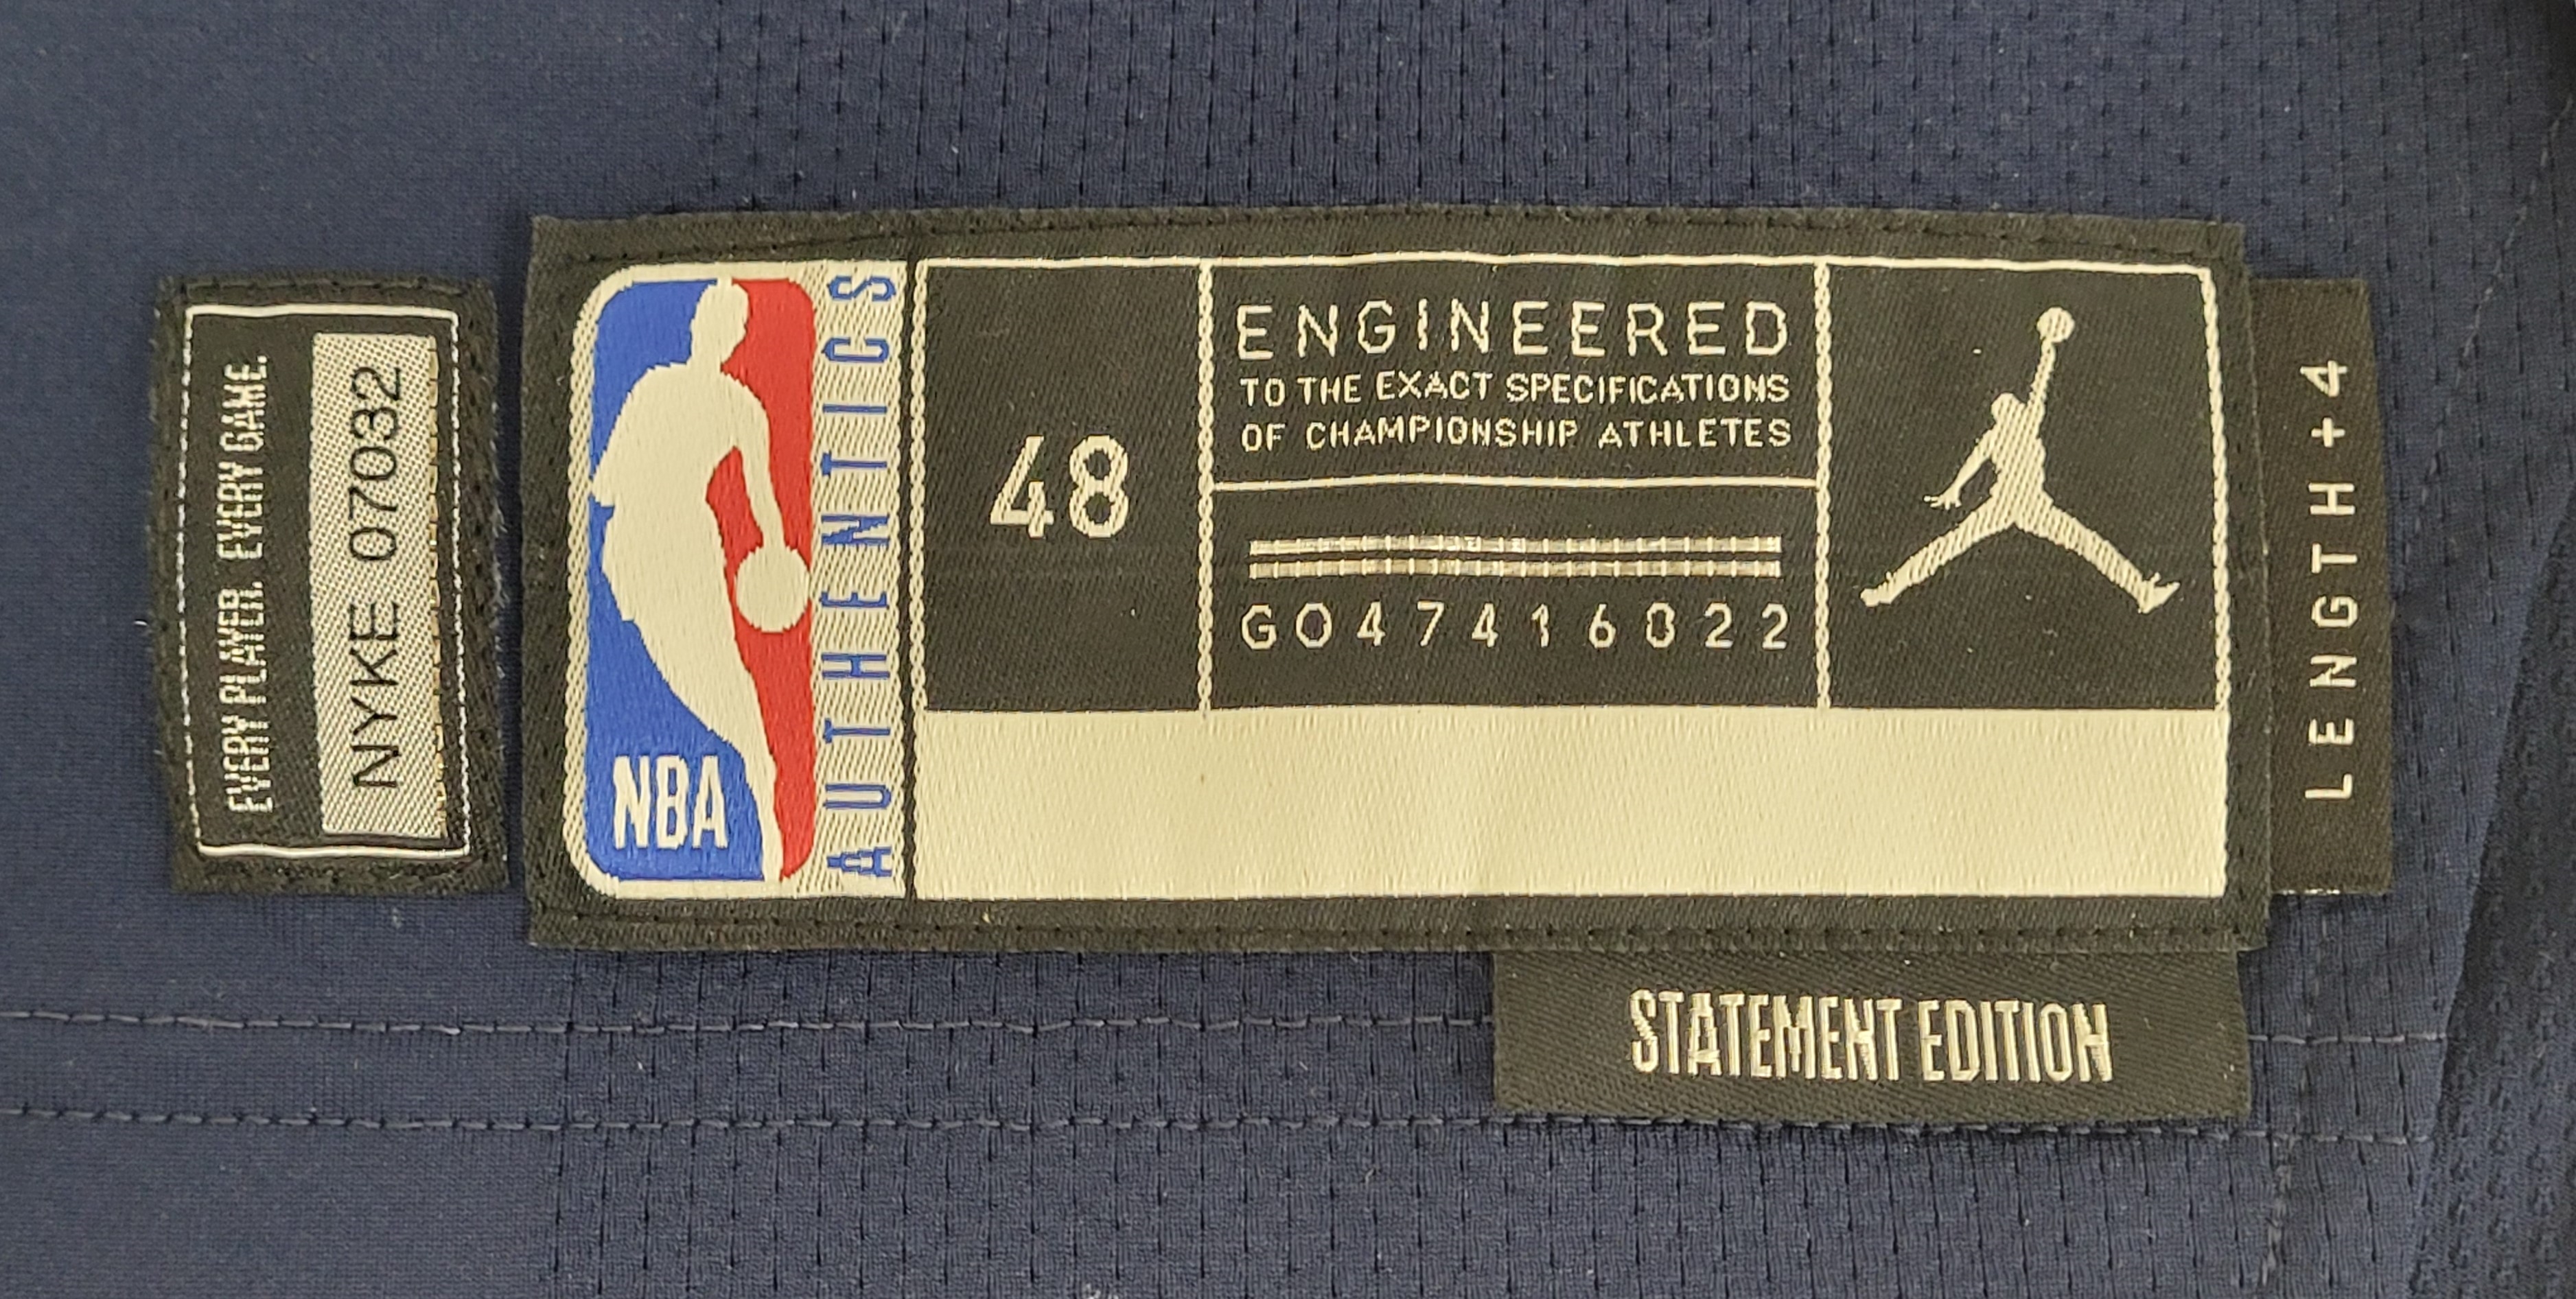 EVERY PLAYER. EVERY GAME.
NYKE 07032
NBA
AUTHENTICS
48
ENGINEERED
TO THE EXACT SPECIFICATIONS
OF CHAMPIONSHIP ATHLETES
GO47416022
LENGTH+4
STATEMENT EDITION